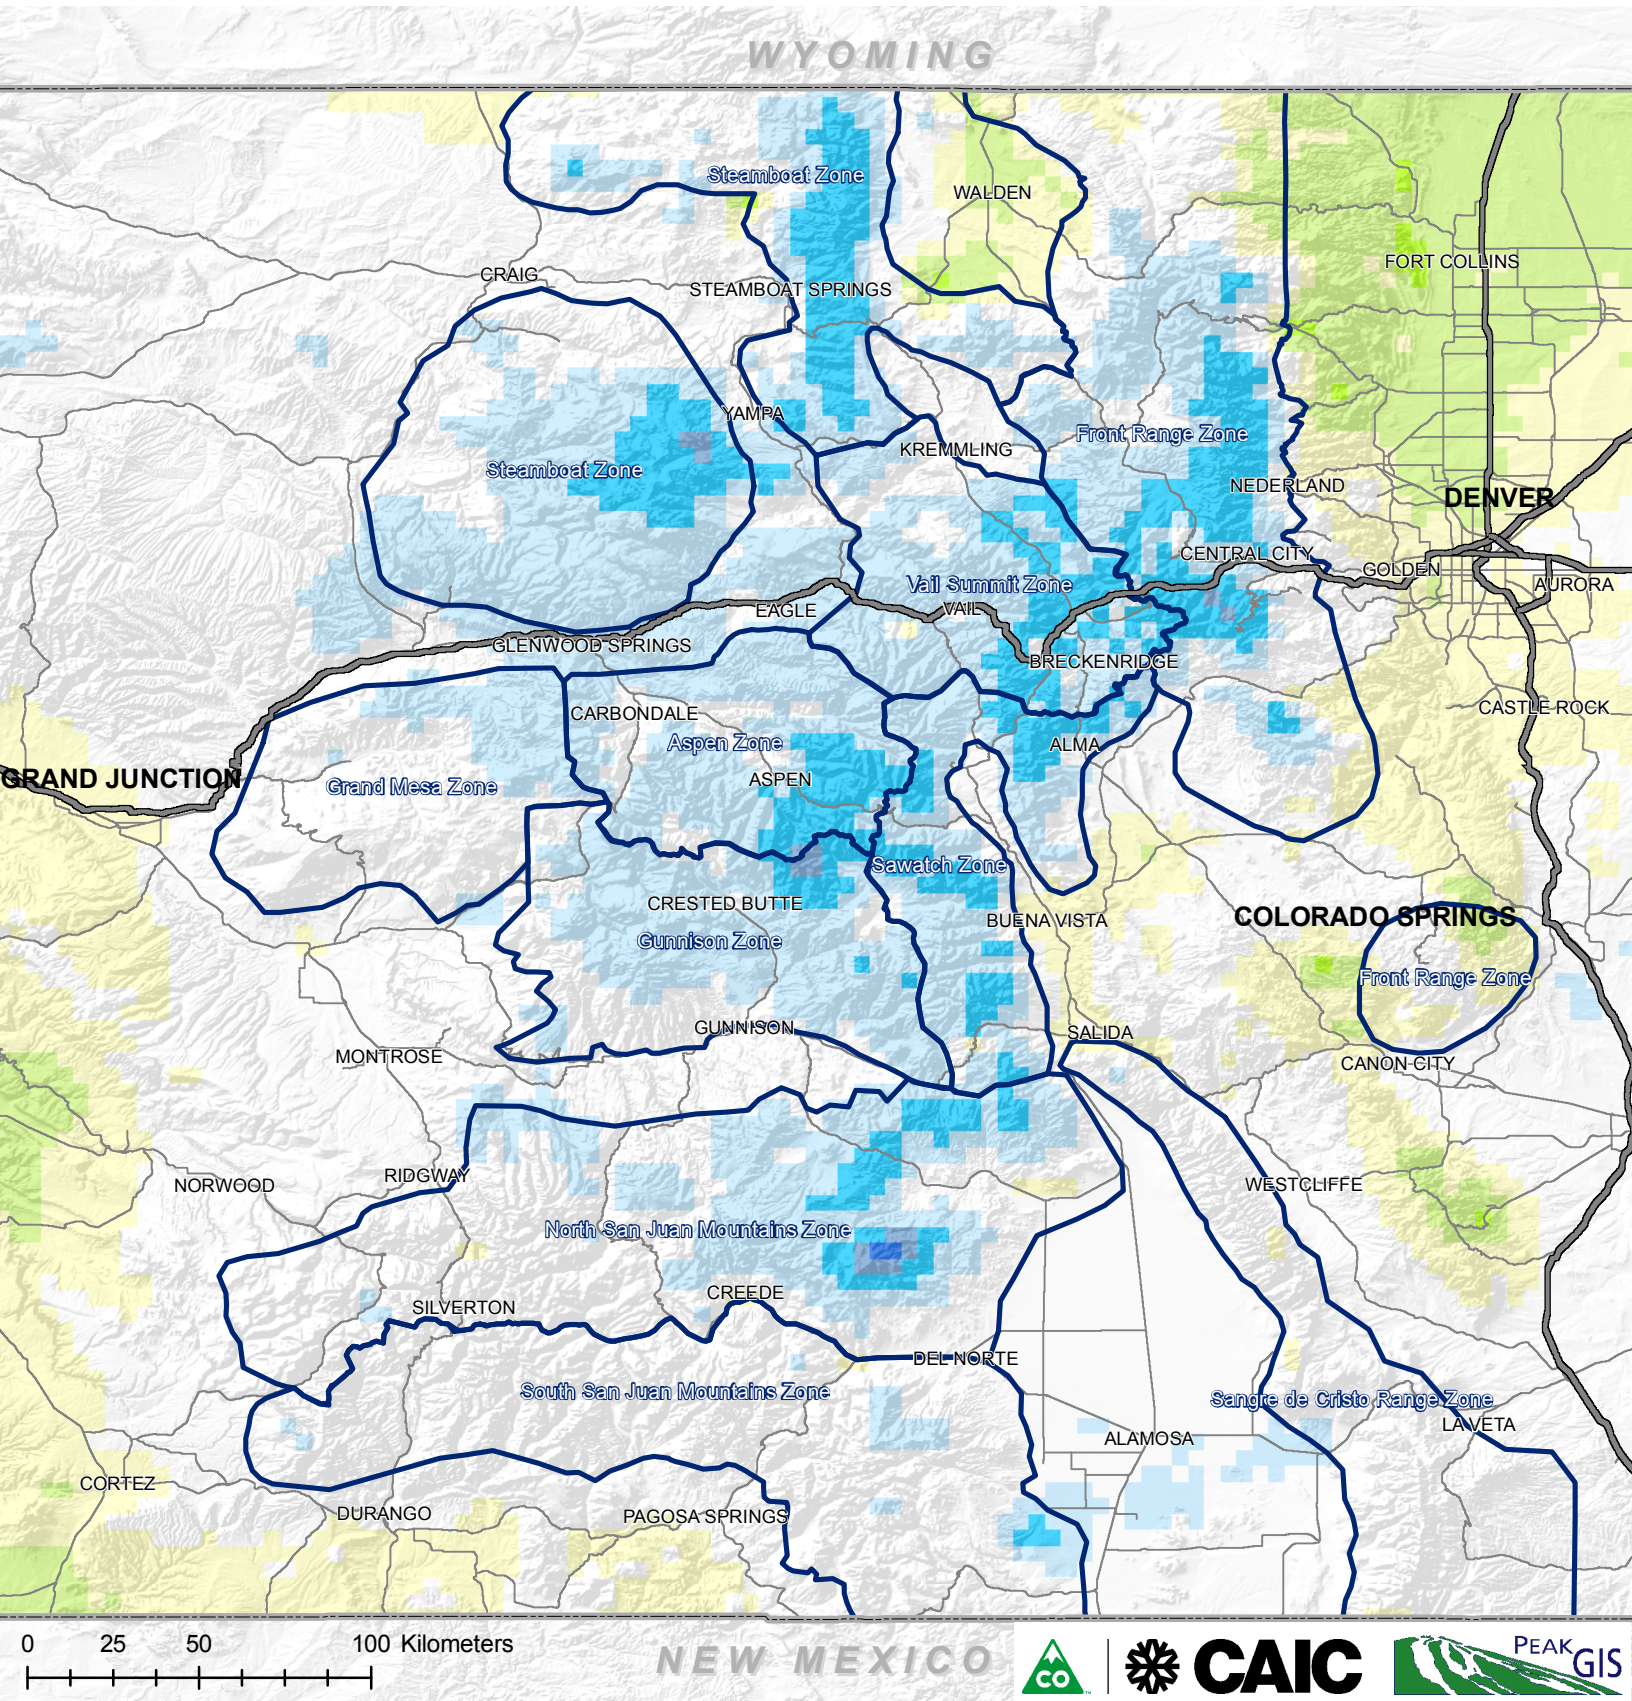 WYOMING
Steamboat Zone
WALDEN
FORT COLLINS
CRAIG
STEAMBOAT SPRINGS
YAMPA
Front Range Zone
KREMMLING
Steamboat Zone
NEDERLAND
DENVER
CENTRAL CITY
GOLDEN
AURORA
Vail Summit Zone
EAGLE
VAIL
GLENWOOD SPRINGS
BRECKENRIDGE
CARBONDALE
CASTLE ROCK
Aspen Zone
ALMA
GRAND JUNCTION
ASPEN
Grand Mesa Zone
Sawatch Zone
CRESTED BUTTE
BUENA VISTA
COLORADO SPRINGS
Gunnison Zone
Front Range Zone
GUNNISON
SALIDA
MONTROSE
CANON CITY
RIDGWAY
NORWOOD
WESTCLIFFE
North San Juan Mountains Zone
CREEDE
SILVERTON
DEL NORTE
South San Juan Mountains Zone
Sangre de Cristo Range Zone
LA VETA
ALAMOSA
CORTEZ
DURANGO
PAGOSA SPRINGS
0 25 50 100 Kilometers
NEW MEXICO
CO
CAIC
PEAK
GIS